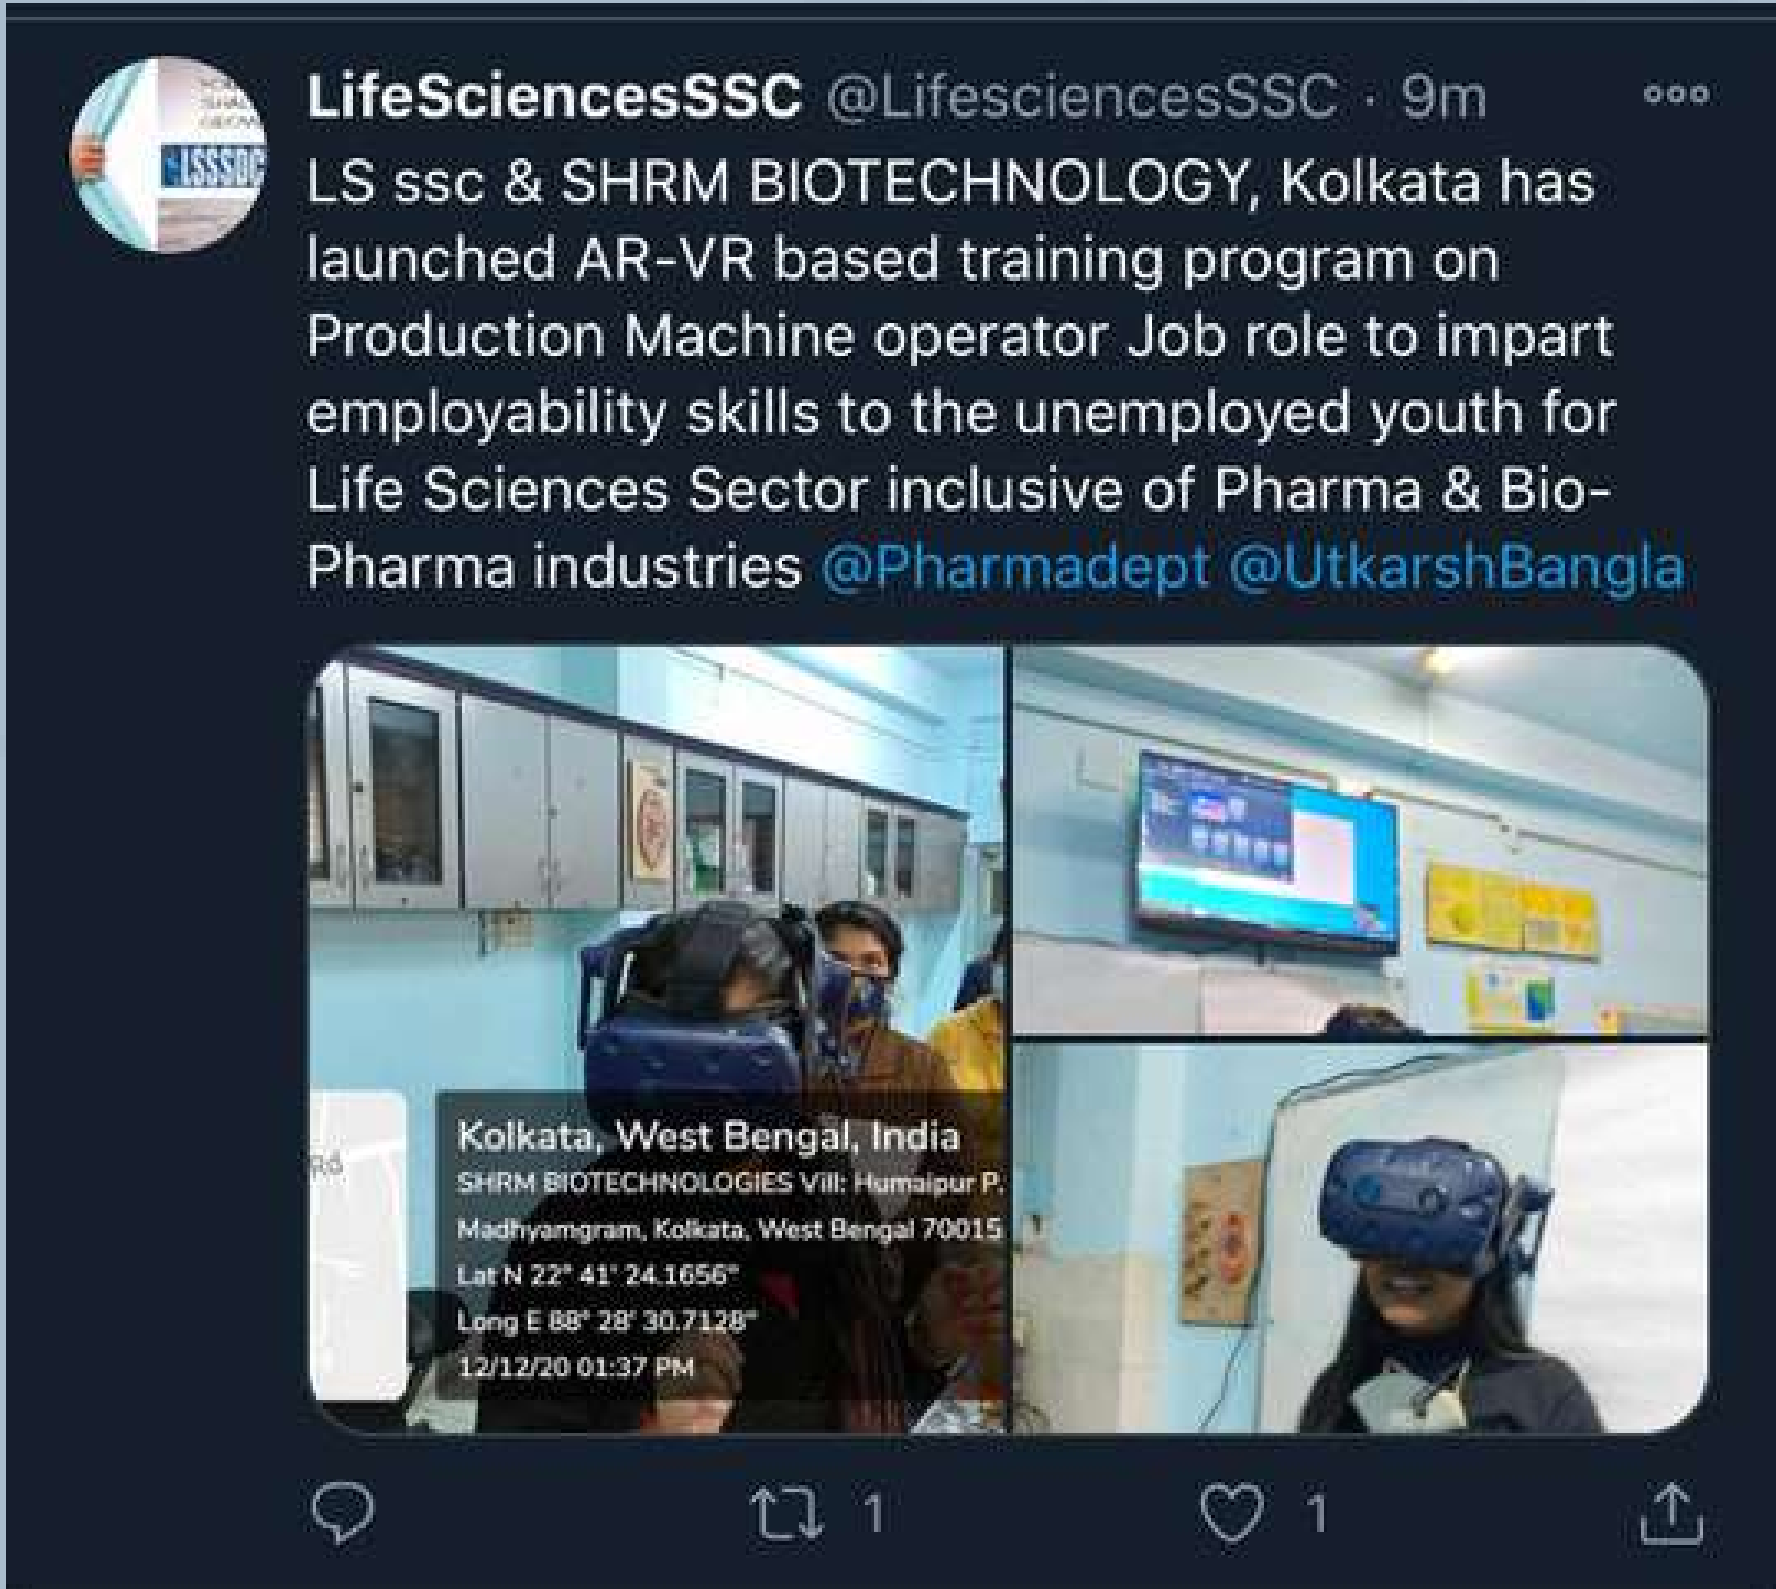 LSSSDC
LifeSciencesSSC @LifesciencesSSC · 9m
LS ssc & SHRM BIOTECHNOLOGY, Kolkata has
launched AR-VR based training program on
Production Machine operator Job role to impart
employability skills to the unemployed youth for
Life Sciences Sector inclusive of Pharma & Bio-
Pharma industries @Pharmadept @UtkarshBangla
Kolkata, West Bengal, India
SHRM BIOTECHNOLOGIES Vill: Humaipur P.
Madhyamgram, Kolkata, West Bengal 70015
Lat N 22° 41' 24.1656"
Long E 88° 28' 30.7128"
12/12/20 01:37 PM
1
1